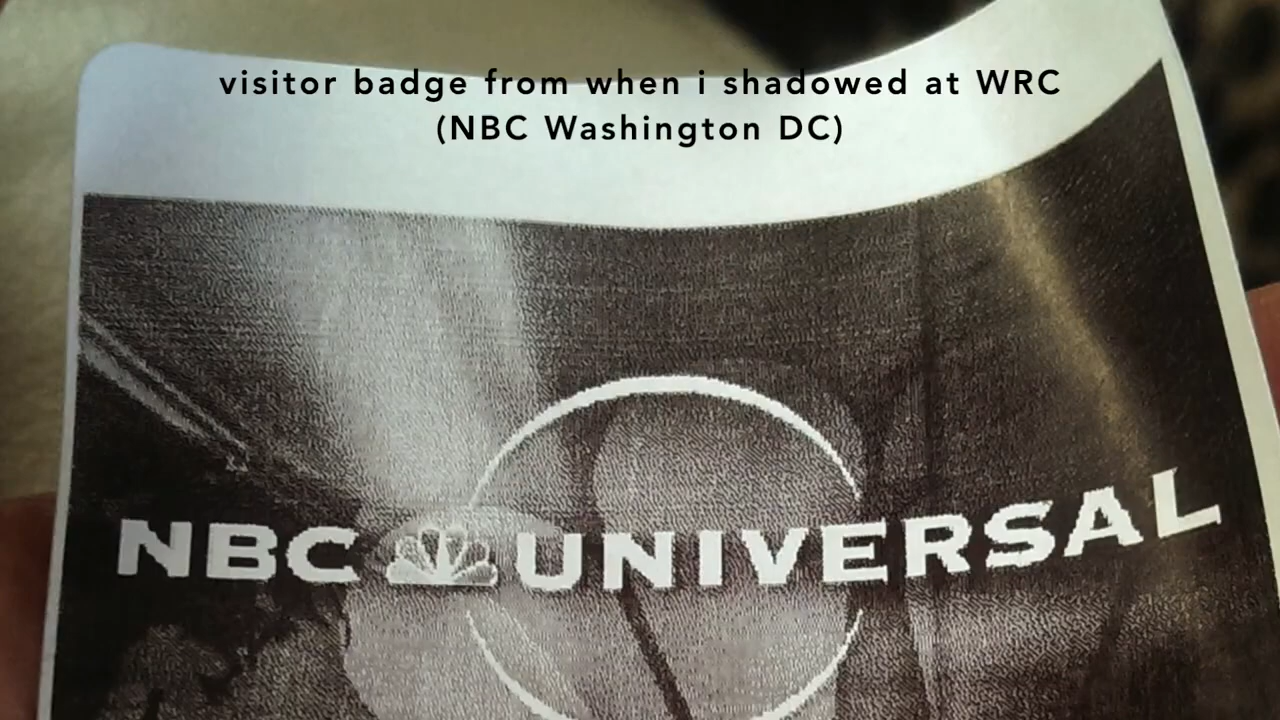 visitor badge from when i shadowed at WRC
(NBC Washington DC)
NBC UNIVERSAL